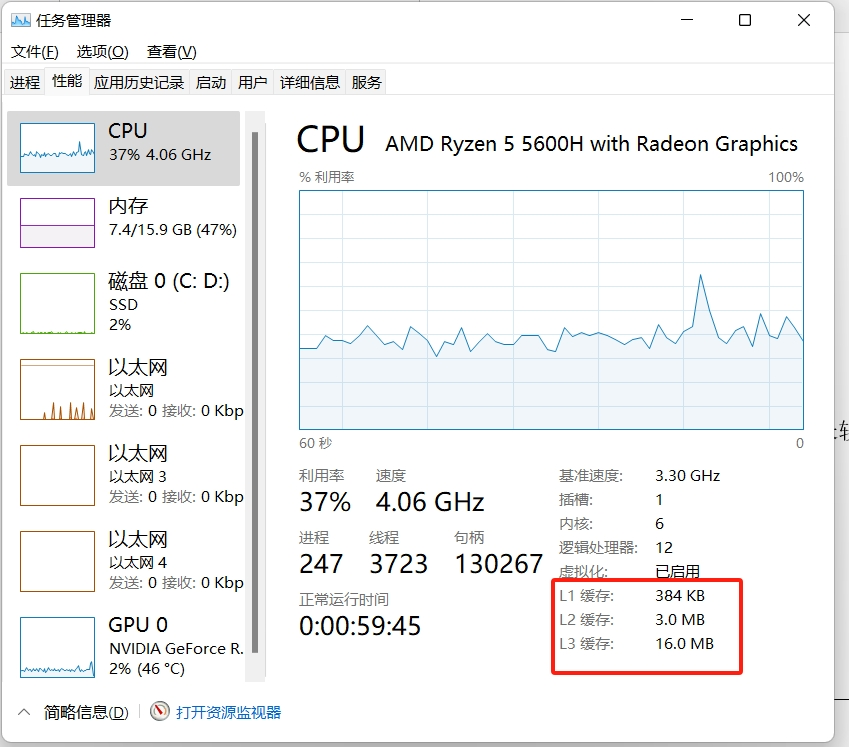 任务管理器
文件(F) 选项(O) 查看(V)
进程 性能 应用历史记录 启动 用户 详细信息 服务
CPU
37% 4.06 GHz
内存
7.4/15.9 GB (47%)
磁盘 0 (C: D:)
SSD
2%
以太网
以太网
发送: 0 接收: 0 Kbp
以太网
以太网 3
发送: 0 接收: 0 Kbp
以太网
以太网 4
发送: 0 接收: 0 Kbp
GPU 0
NVIDIA GeForce R.
2% (46 °C)
CPU AMD Ryzen 5 5600H with Radeon Graphics
% 利用率 100%
60 秒 0
利用率 速度
37% 4.06 GHz
进程 线程 句柄
247 3723 130267
正常运行时间
0:00:59:45
基准速度: 3.30 GHz
插槽: 1
内核: 6
逻辑处理器: 12
虚拟化: 已启用
L1 缓存: 384 KB
L2 缓存: 3.0 MB
L3 缓存: 16.0 MB
简略信息(D) 打开资源监视器